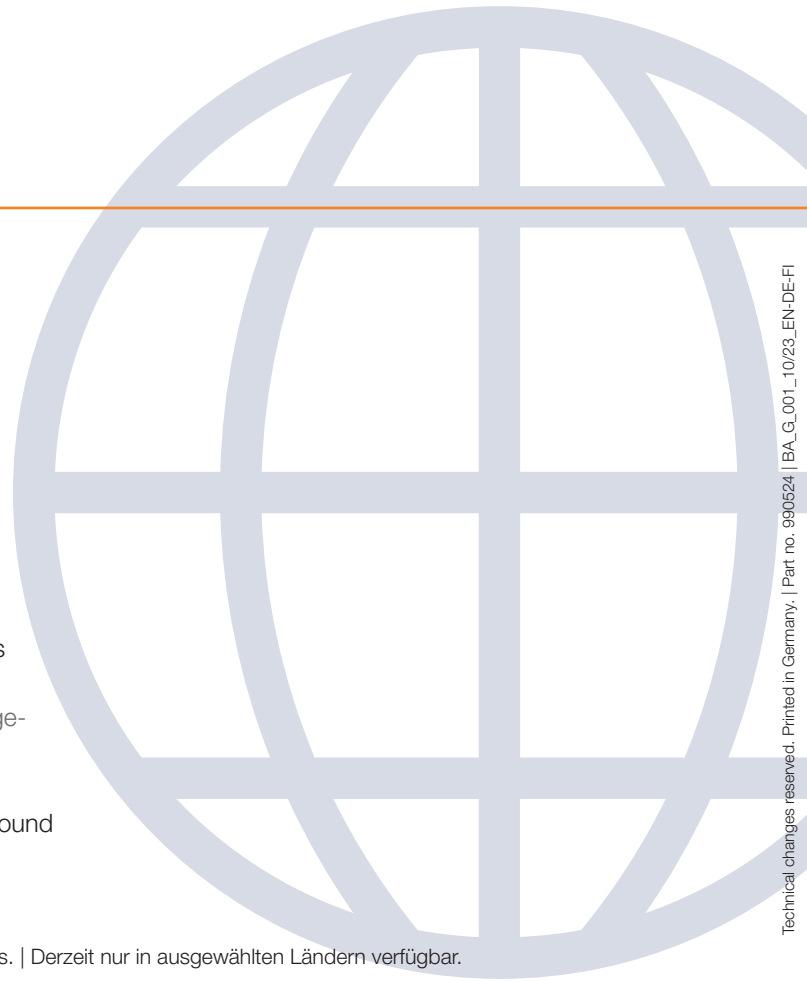 s
ge-
ound
s. | Derzeit nur in ausgewählten Ländern verfügbar.
Technical changes reserved. Printed in Germany. | Part no. 990524 | BA_G_001_10/23_EN-DE-FI